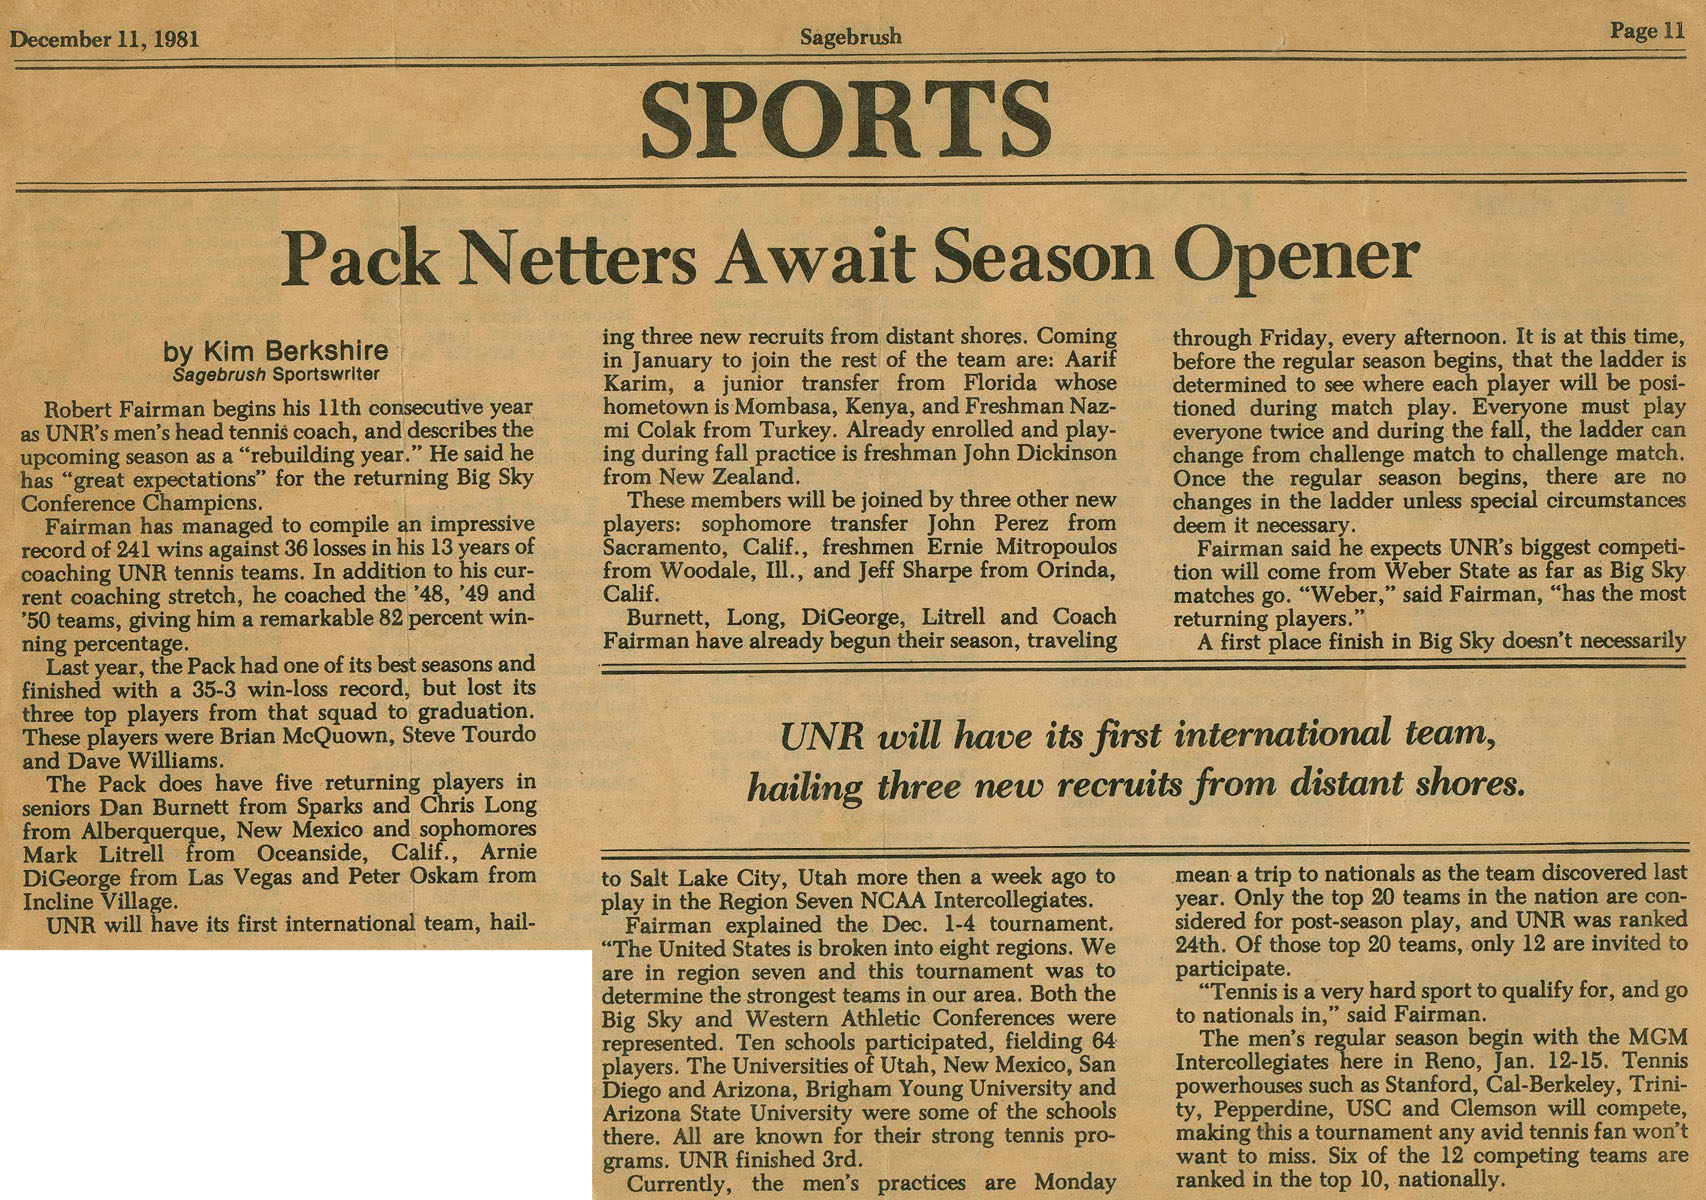 December 11, 1981
Sagebrush
Page 11
SPORTS
Pack Netters Await Season Opener
by Kim Berkshire
Sagebrush Sportswriter
Robert Fairman begins his 11th consecutive year
as UNR's men's head tennis coach, and describes the
upcoming season as a “rebuilding year.” He said he
has “great expectations” for the returning Big Sky
Conference Champions.
Fairman has managed to compile an impressive
record of 241 wins against 36 losses in his 13 years of
coaching UNR tennis teams. In addition to his cur-
rent coaching stretch, he coached the ’48, ’49 and
’50 teams, giving him a remarkable 82 percent win-
ning percentage.
Last year, the Pack had one of its best seasons and
finished with a 35-3 win-loss record, but lost its
three top players from that squad to graduation.
These players were Brian McQuown, Steve Tourdo
and Dave Williams.
The Pack does have five returning players in
seniors Dan Burnett from Sparks and Chris Long
from Alberquerque, New Mexico and sophomores
Mark Litrell from Oceanside, Calif., Arnie
DiGeorge from Las Vegas and Peter Oskam from
Incline Village.
UNR will have its first international team, hail-
ing three new recruits from distant shores. Coming
in January to join the rest of the team are: Aarif
Karim, a junior transfer from Florida whose
hometown is Mombasa, Kenya, and Freshman Naz-
mi Colak from Turkey. Already enrolled and play-
ing during fall practice is freshman John Dickinson
from New Zealand.
These members will be joined by three other new
players: sophomore transfer John Perez from
Sacramento, Calif., freshmen Ernie Mitropoulos
from Woodale, Ill., and Jeff Sharpe from Orinda,
Calif.
Burnett, Long, DiGeorge, Litrell and Coach
Fairman have already begun their season, traveling
to Salt Lake City, Utah more then a week ago to
play in the Region Seven NCAA Intercollegiates.
Fairman explained the Dec. 1-4 tournament.
“The United States is broken into eight regions. We
are in region seven and this tournament was to
determine the strongest teams in our area. Both the
Big Sky and Western Athletic Conferences were
represented. Ten schools participated, fielding 64
players. The Universities of Utah, New Mexico, San
Diego and Arizona, Brigham Young University and
Arizona State University were some of the schools
there. All are known for their strong tennis pro-
grams. UNR finished 3rd.
Currently, the men's practices are Monday
through Friday, every afternoon. It is at this time,
before the regular season begins, that the ladder is
determined to see where each player will be posi-
tioned during match play. Everyone must play
everyone twice and during the fall, the ladder can
change from challenge match to challenge match.
Once the regular season begins, there are no
changes in the ladder unless special circumstances
deem it necessary.
Fairman said he expects UNR's biggest competi-
tion will come from Weber State as far as Big Sky
matches go. “Weber,” said Fairman, “has the most
returning players.”
A first place finish in Big Sky doesn't necessarily
UNR will have its first international team,
hailing three new recruits from distant shores.
mean a trip to nationals as the team discovered last
year. Only the top 20 teams in the nation are con-
sidered for post-season play, and UNR was ranked
24th. Of those top 20 teams, only 12 are invited to
participate.
“Tennis is a very hard sport to qualify for, and go
to nationals in,” said Fairman.
The men's regular season begin with the MGM
Intercollegiates here in Reno, Jan. 12-15. Tennis
powerhouses such as Stanford, Cal-Berkeley, Trini-
ty, Pepperdine, USC and Clemson will compete,
making this a tournament any avid tennis fan won't
want to miss. Six of the 12 competing teams are
ranked in the top 10, nationally.